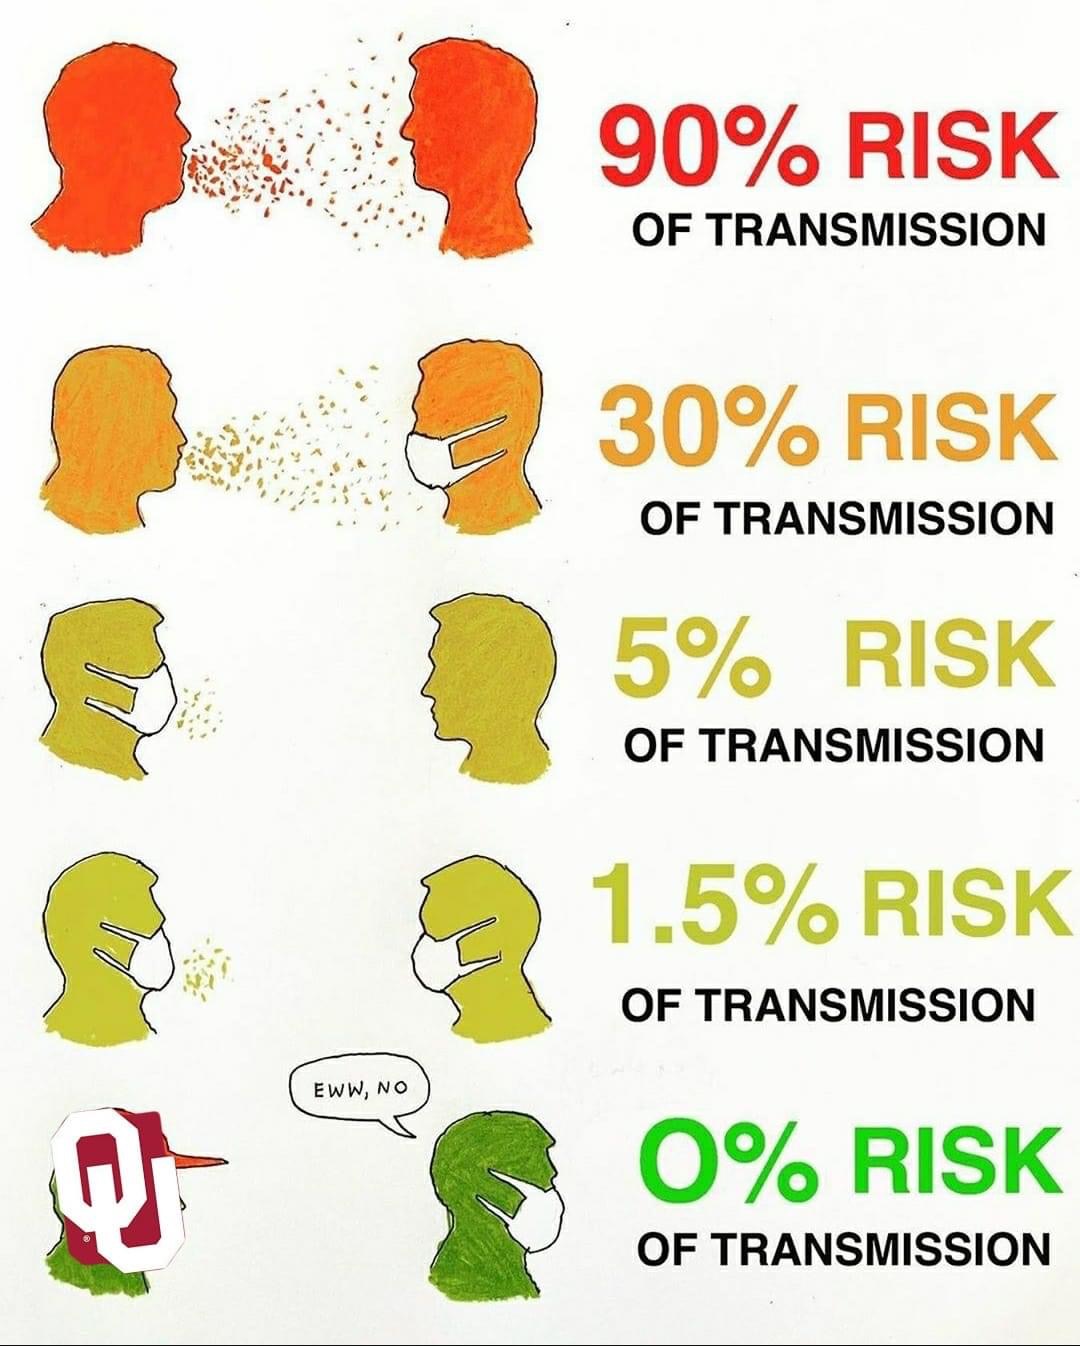 90% RISK
OF TRANSMISSION
30% RISK
OF TRANSMISSION
5% RISK
OF TRANSMISSION
1.5% RISK
OF TRANSMISSION
EWW, NO
OU
®
0% RISK
OF TRANSMISSION